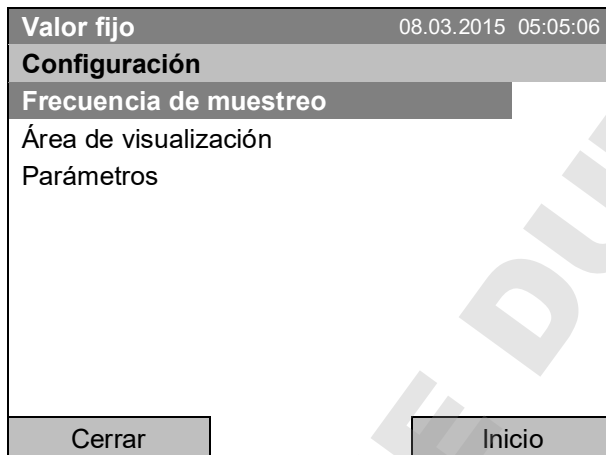 Valor fijo 08.03.2015 05:05:06
Configuración
Frecuencia de muestreo
Área de visualización
Parámetros
Cerrar Inicio